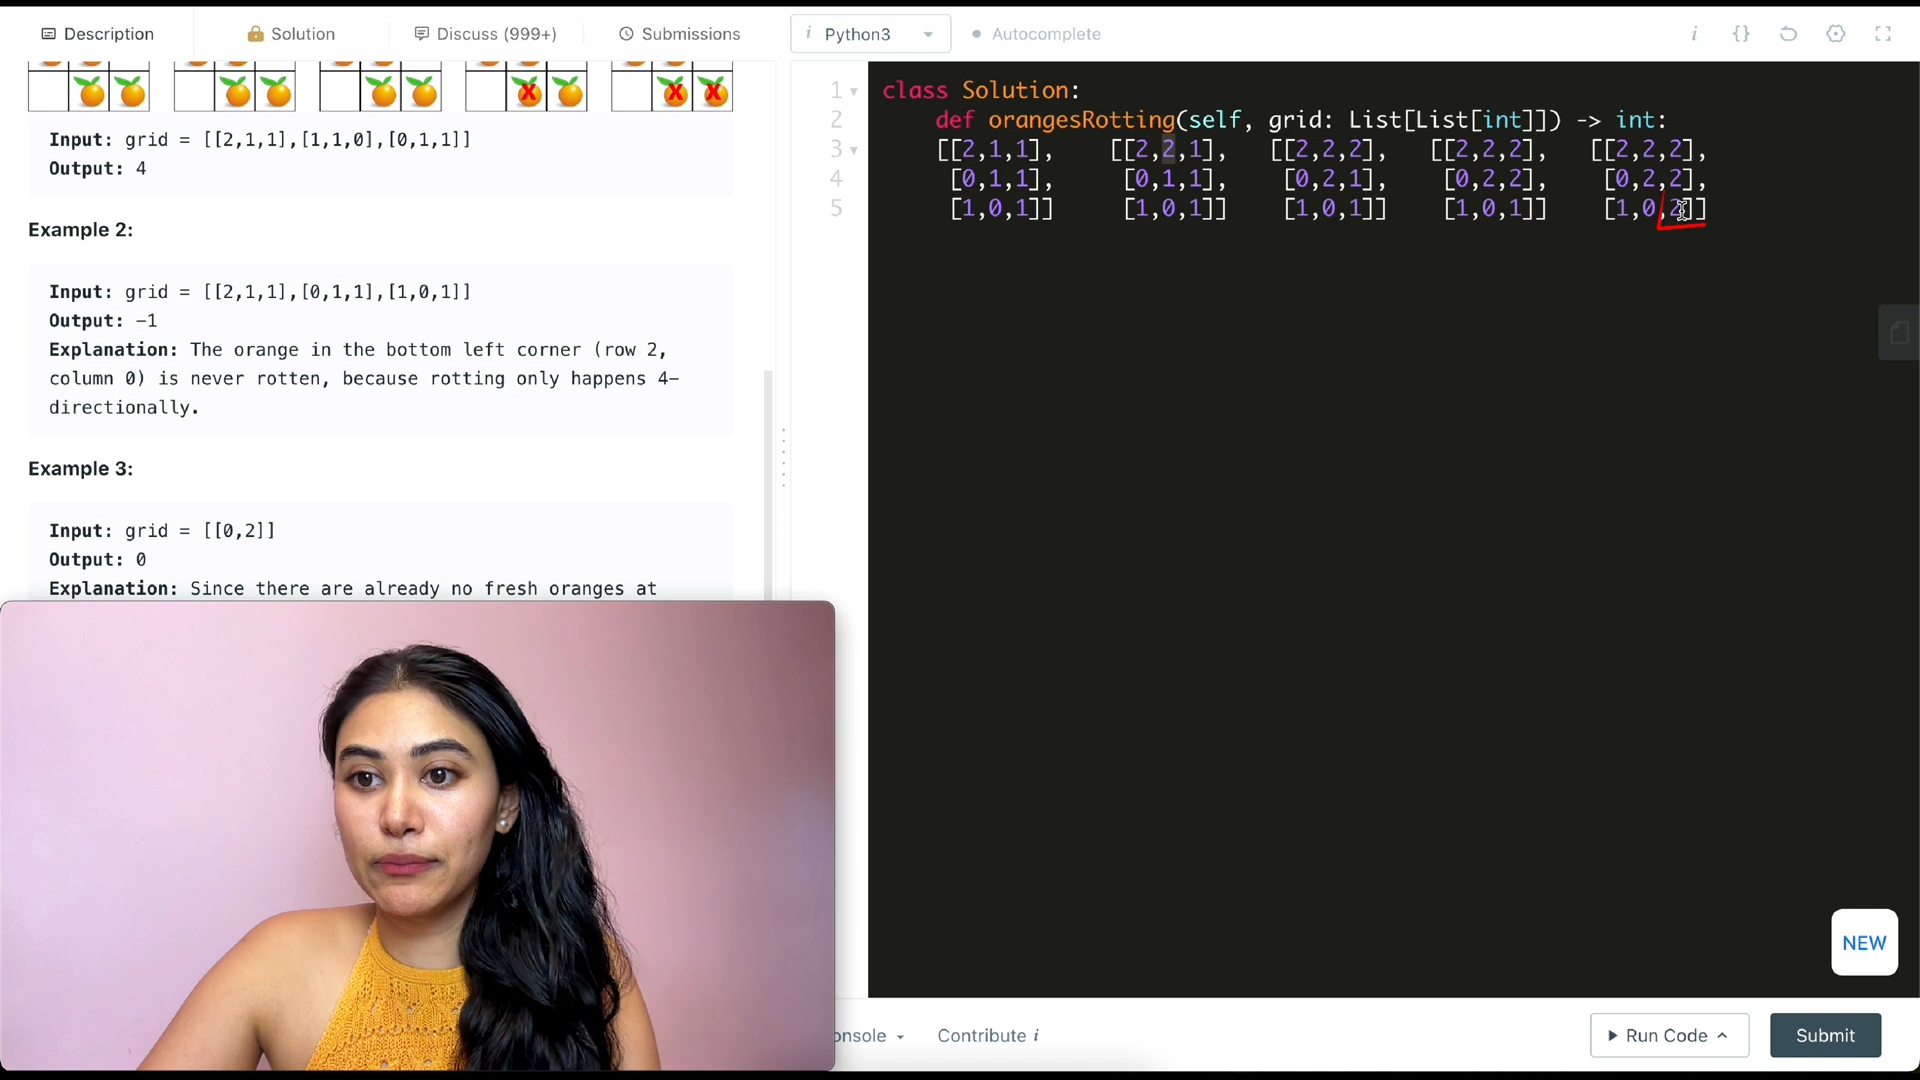 Description
Solution
Discuss (999+)
Submissions
i Python3
Autocomplete
i {}
Input: grid = [[2,1,1],[1,1,0],[0,1,1]]
Output: 4
Example 2:
Input: grid = [[2,1,1],[0,1,1],[1,0,1]]
Output: -1
Explanation: The orange in the bottom left corner (row 2,
column 0) is never rotten, because rotting only happens 4-
directionally.
Example 3:
Input: grid = [[0,2]]
Output: 0
Explanation: Since there are already no fresh oranges at
1 class Solution:
2 def orangesRotting(self, grid: List[List[int]]) -> int:
3 [[2,1,1], [[2,2,1], [[2,2,2], [[2,2,2], [[2,2,2],
4 [0,1,1], [0,1,1], [0,2,1], [0,2,2], [0,2,2],
5 [1,0,1]] [1,0,1]] [1,0,1]] [1,0,1]] [1,0,2]]
NEW
onsole
Contribute i
Run Code
Submit